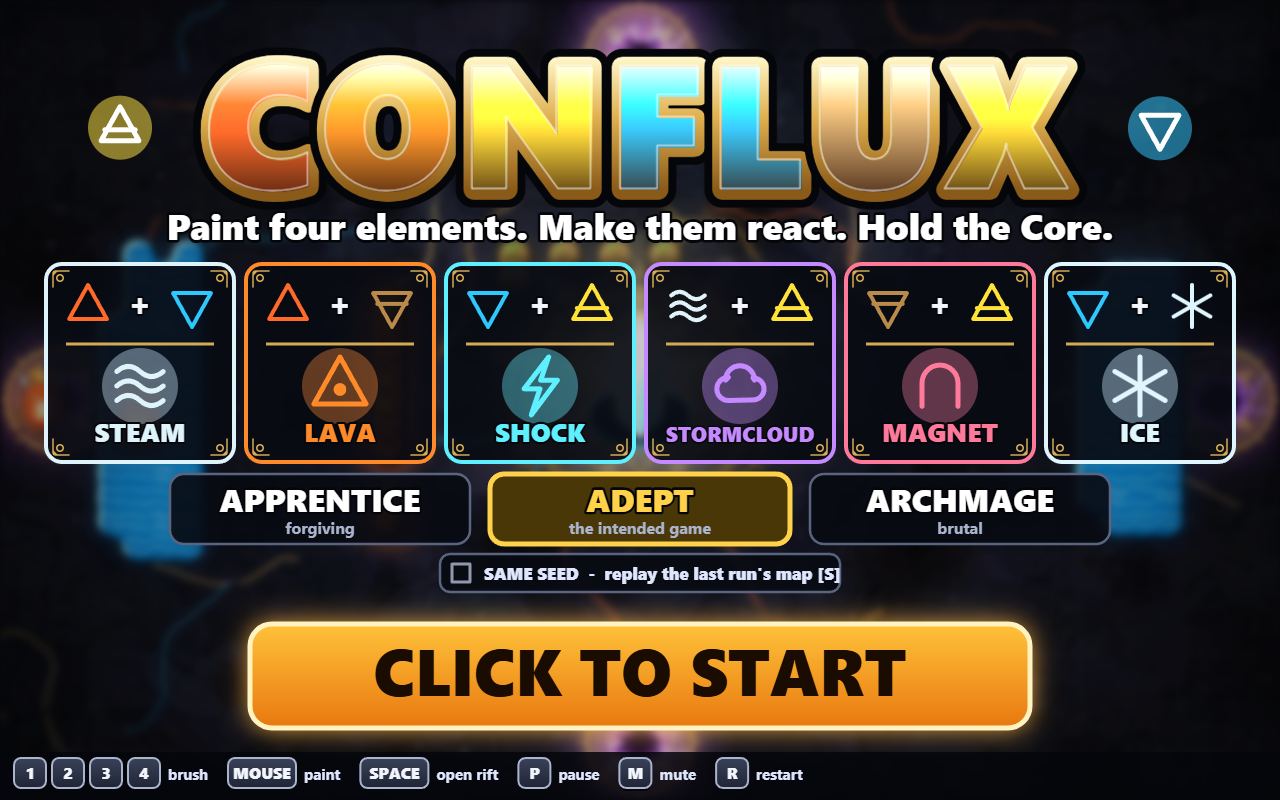 CONFLUX
Paint four elements. Make them react. Hold the Core.
+ + + + + +
STEAM LAVA SHOCK STORMCLOUD MAGNET ICE
APPRENTICE ADEPT ARCHMAGE
forgiving the intended game brutal
SAME SEED - replay the last run's map [S]
CLICK TO START
1 2 3 4 brush MOUSE paint SPACE open rift P pause M mute R restart